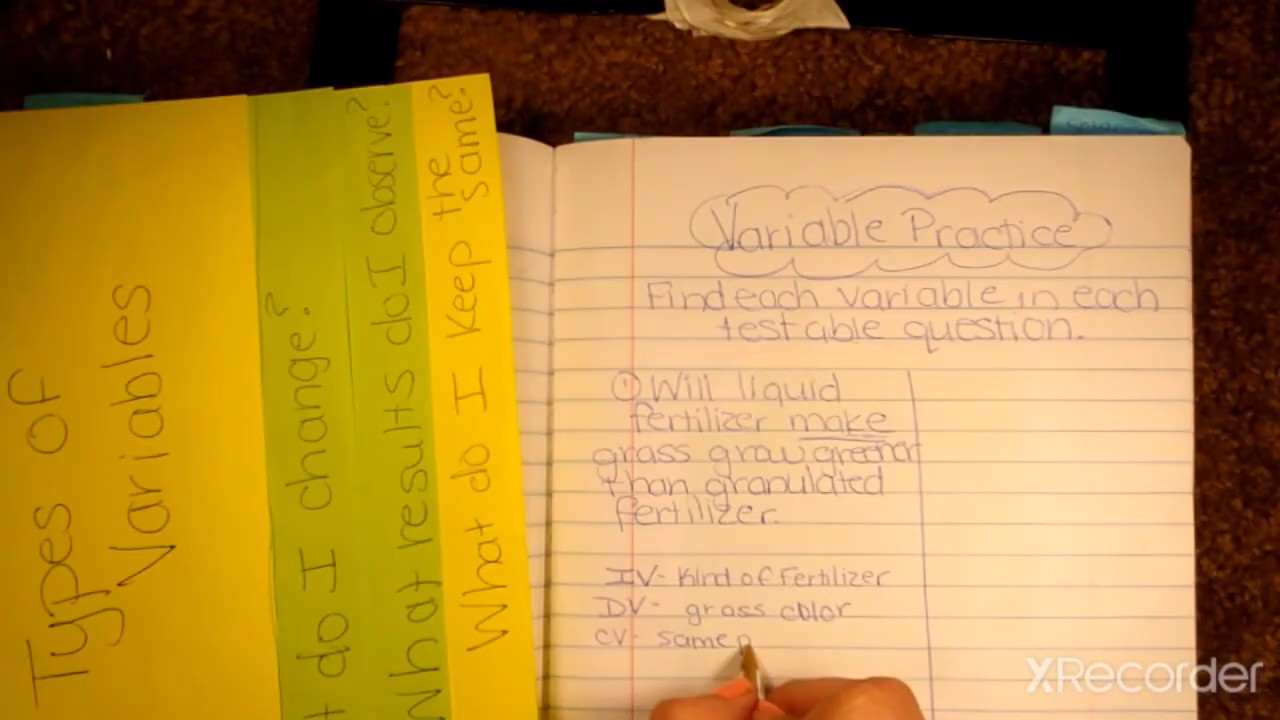 Types of
Variables
t do I change?
What results do I observe?
What do I Keep the
same?
Variable Practice
Find each variable in each
testable question.
① Will liquid
fertilizer make
grass grow greener
than granulated
fertilizer.
IV- Kind of Fertilizer
DV- grass color
CV- same p
XRecorder